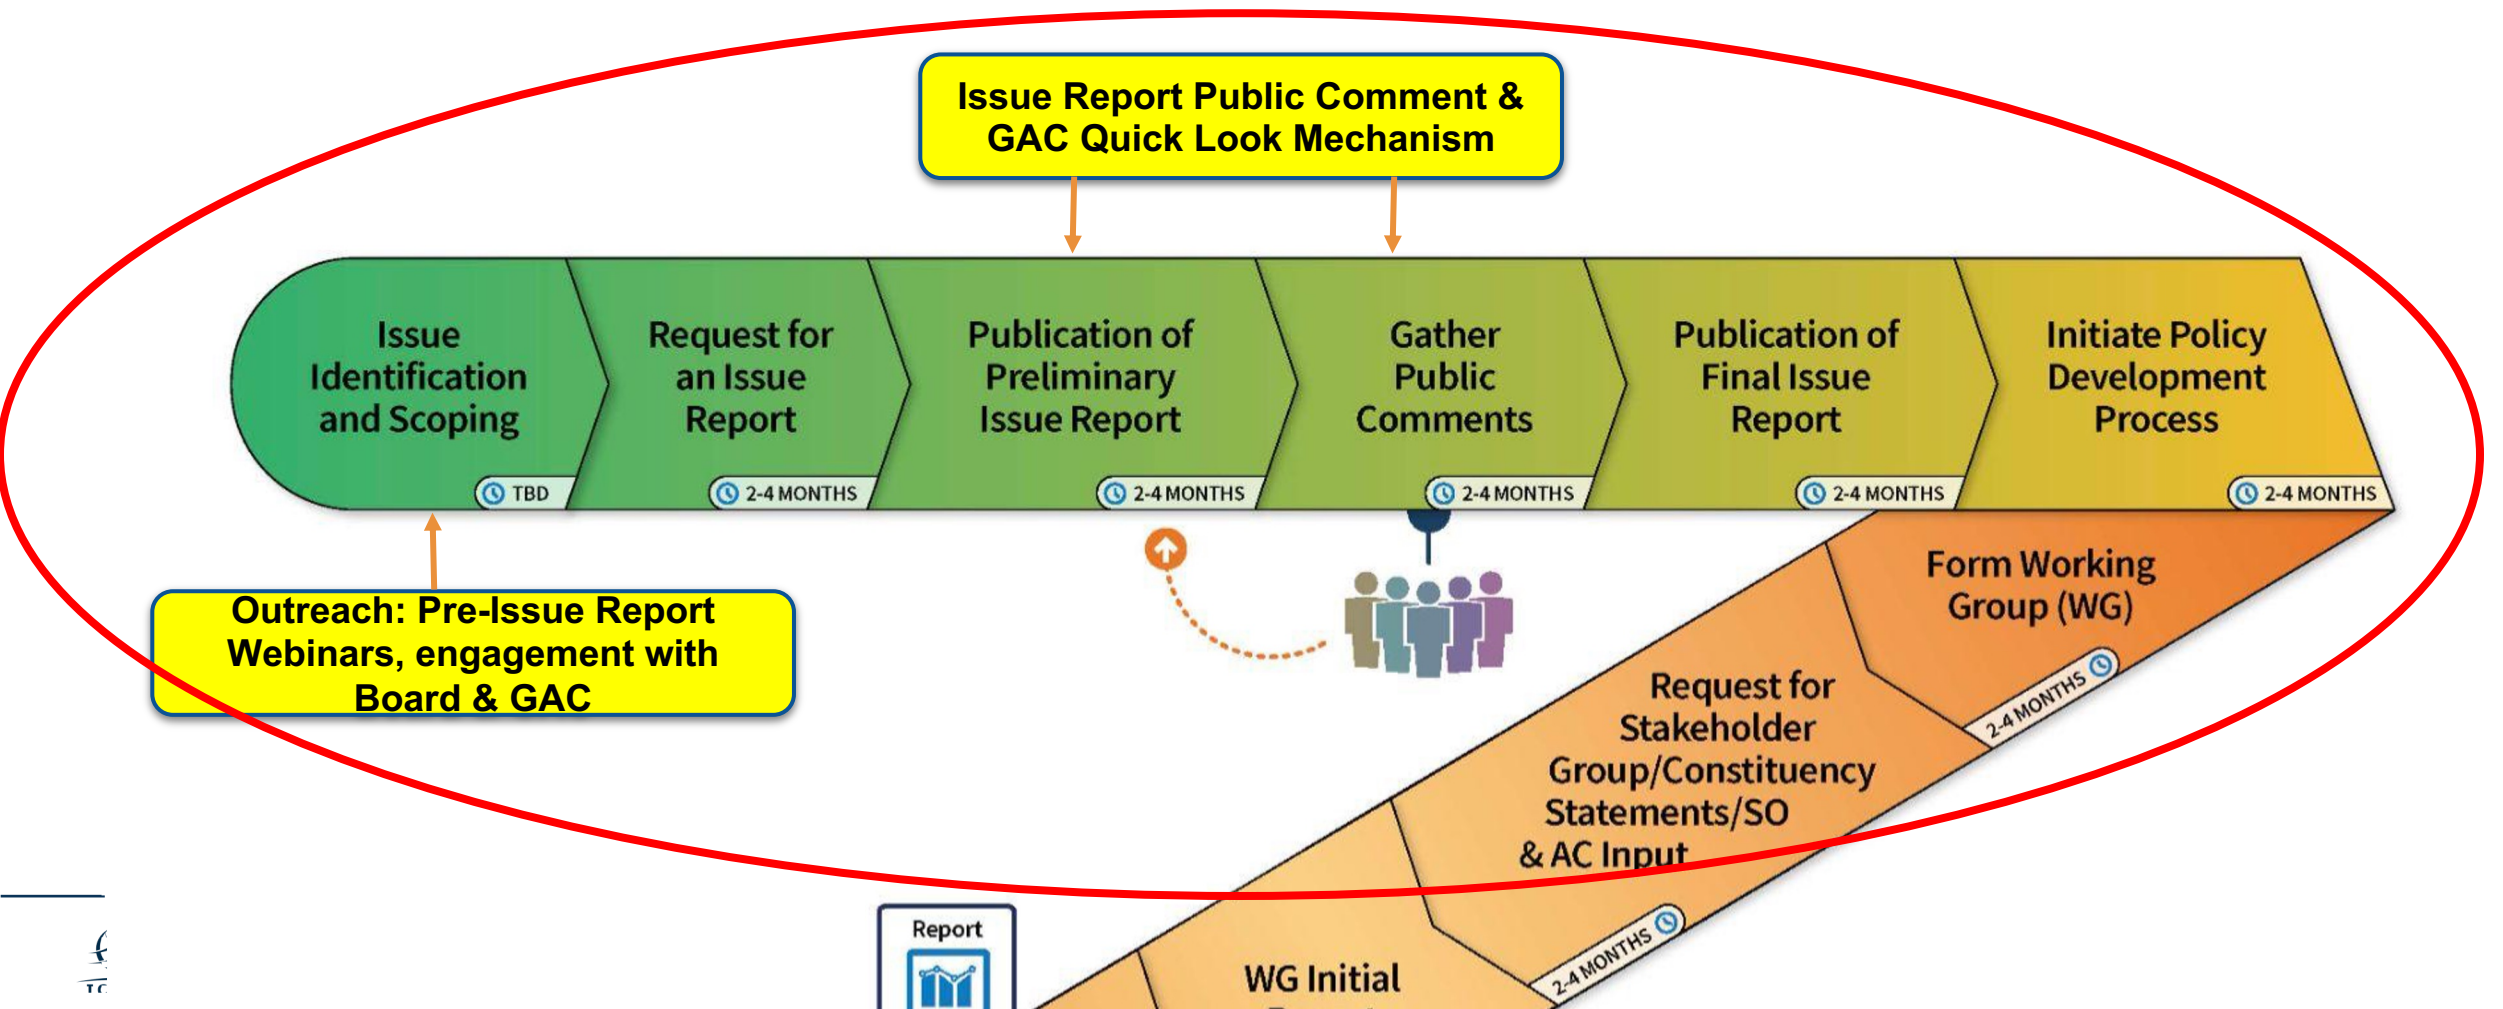 Issue Report Public Comment &
GAC Quick Look Mechanism
Issue
Identification
and Scoping
TBD
Request for
an Issue
Report
2-4 MONTHS
Publication of
Preliminary
Issue Report
2-4 MONTHS
Gather
Public
Comments
2-4 MONTHS
Publication of
Final Issue
Report
2-4 MONTHS
Initiate Policy
Development
Process
2-4 MONTHS
Outreach: Pre-Issue Report
Webinars, engagement with
Board & GAC
Form Working
Group (WG)
2-4 MONTHS
Request for
Stakeholder
Group/Constituency
Statements/SO
& AC Input
2-4 MONTHS
Report
WG Initial